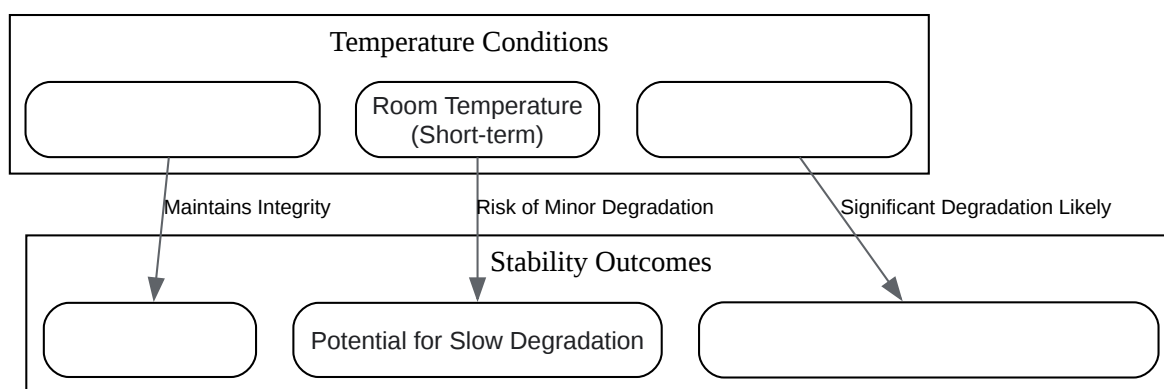 Temperature Conditions
Room Temperature
(Short-term)
Maintains Integrity
Risk of Minor Degradation
Significant Degradation Likely
Stability Outcomes
Potential for Slow Degradation